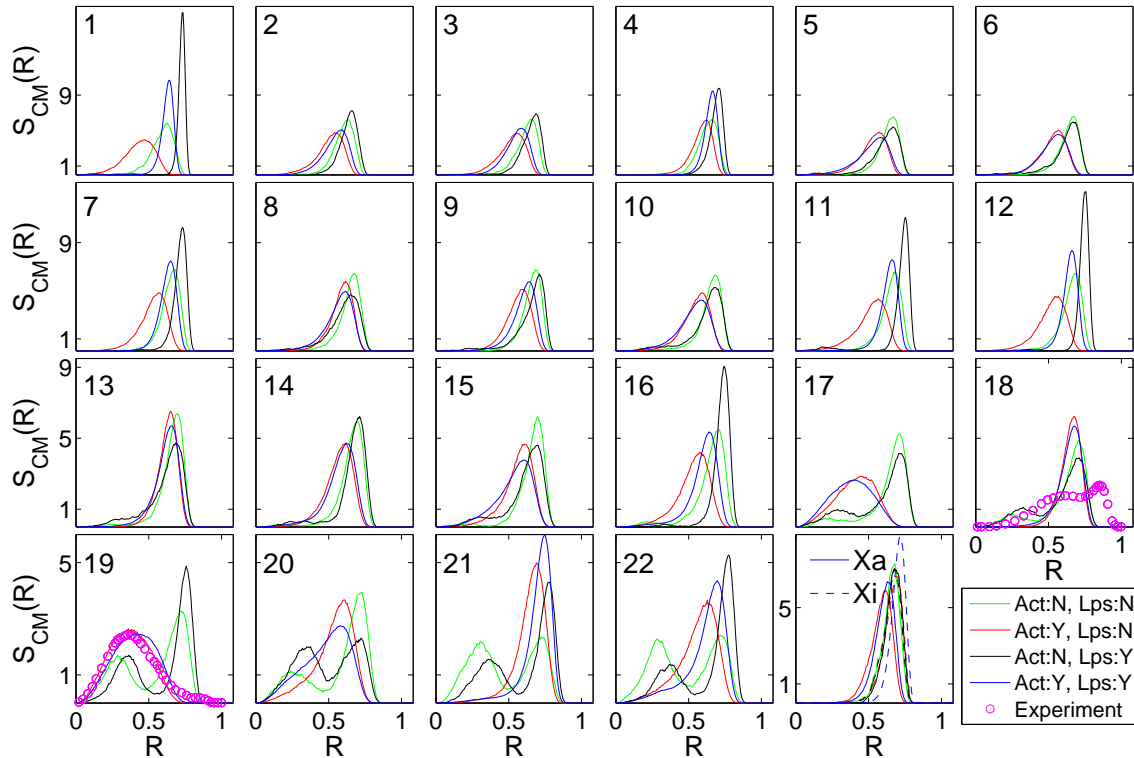 1 2 3 4 5 6
S_CM(R)
9
1
7 8 9 10 11 12
S_CM(R)
9
1
13 14 15 16 17 18
S_CM(R)
9
5
1
0 0.5 1
R
19 20 21 22 Xa
Xi
S_CM(R)
5
1
5
1
0 0.5 1 0 0.5 1 0 0.5 1 0 0.5 1 0 0.5 1
R R R R R
Act:N, Lps:N
Act:Y, Lps:N
Act:N, Lps:Y
Act:Y, Lps:Y
Experiment